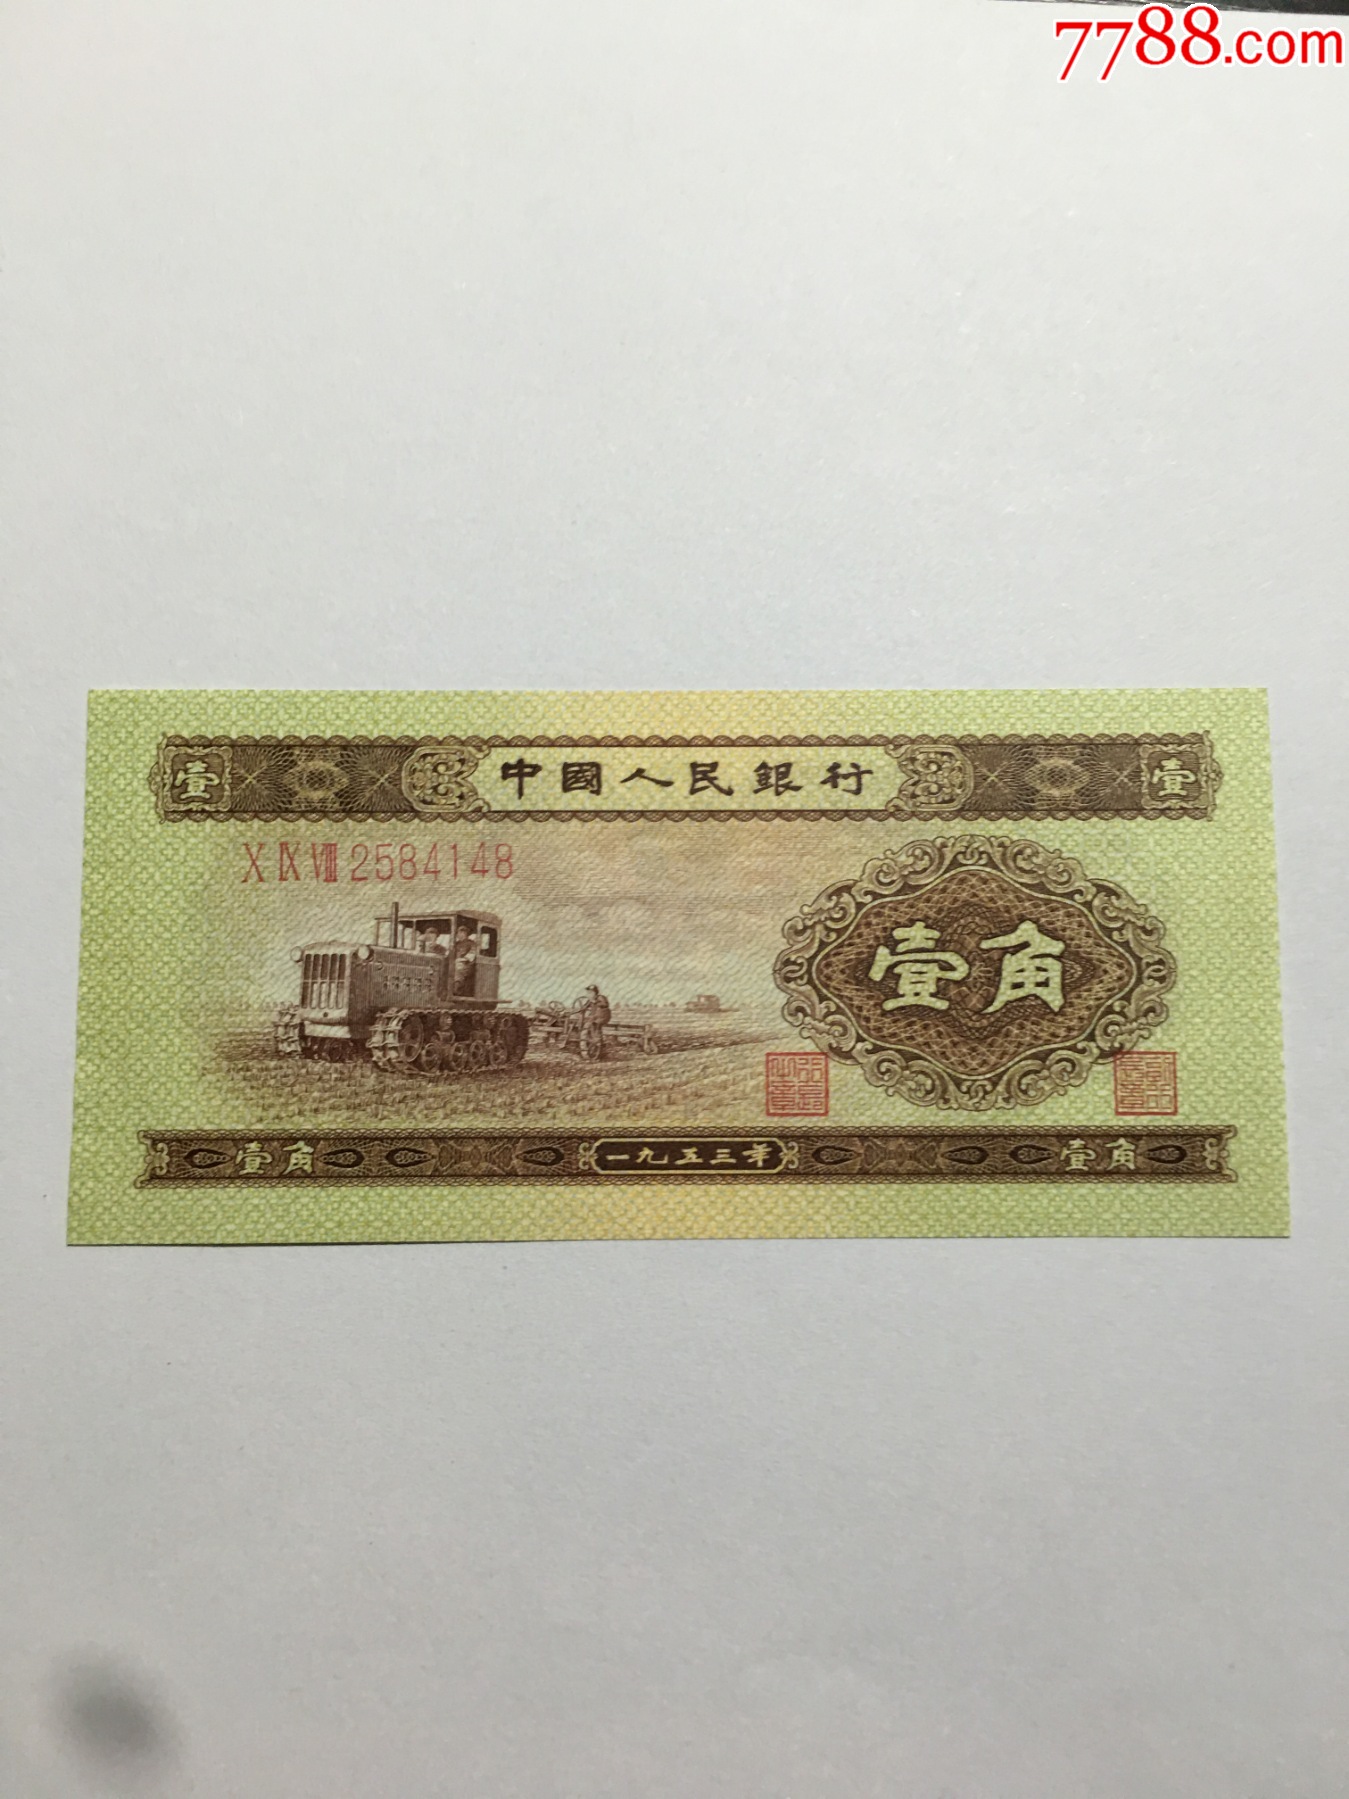 7788.com
壹 中國人民銀行 壹
X IX VIII 2584148
壹角
壹角 一九五三年 壹角